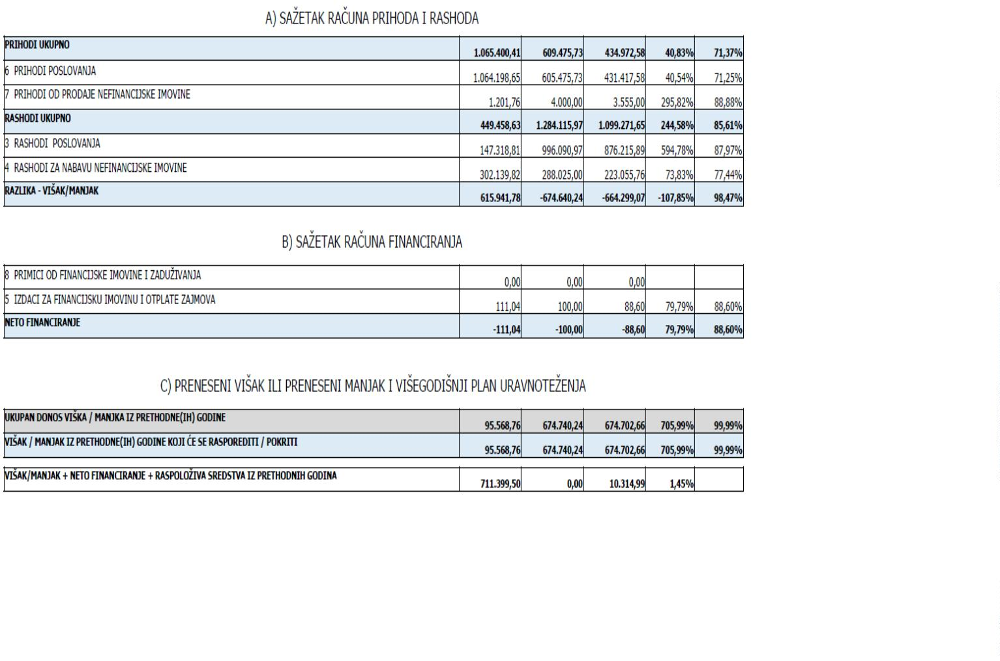 A) SAŽETAK RAČUNA PRIHODA I RASHODA
PRIHODI UKUPNO 1.065.400,41 609.475,73 434.972,58 40,83% 71,37%
6 PRIHODI POSLOVANJA 1.064.198,65 605.475,73 431.417,58 40,54% 71,25%
7 PRIHODI OD PRODAJE NEFINANCIJSKE IMOVINE 1.201,76 4.000,00 3.555,00 295,82% 88,88%
RASHODI UKUPNO 449.458,63 1.284.115,97 1.099.271,65 244,58% 85,61%
3 RASHODI POSLOVANJA 147.318,81 996.090,97 876.215,89 594,78% 87,97%
4 RASHODI ZA NABAVU NEFINANCIJSKE IMOVINE 302.139,82 288.025,00 223.055,76 73,83% 77,44%
RAZLIKA - VIŠAK/MANJAK 615.941,78 -674.640,24 -664.299,07 -107,85% 98,47%
B) SAŽETAK RAČUNA FINANCIRANJA
8 PRIMICI OD FINANCIJSKE IMOVINE I ZADUŽIVANJA 0,00 0,00 0,00
5 IZDACI ZA FINANCIJSKU IMOVINU I OTPLATE ZAJMOVA 111,04 100,00 88,60 79,79% 88,60%
NETO FINANCIRANJE -111,04 -100,00 -88,60 79,79% 88,60%
C) PRENESENI VIŠAK ILI PRENESENI MANJAK I VIŠEGODIŠNJI PLAN URAVNOTEŽENJA
UKUPAN DONOS VIŠKA / MANJKA IZ PRETHODNE(IH) GODINE 95.568,76 674.740,24 674.702,66 705,99% 99,99%
VIŠAK / MANJAK IZ PRETHODNE(IH) GODINE KOJI ĆE SE RASPOREDITI / POKRITI 95.568,76 674.740,24 674.702,66 705,99% 99,99%
VIŠAK/MANJAK + NETO FINANCIRANJE + RASPOLOŽIVA SREDSTVA IZ PRETHODNIH GODINA 711.399,50 0,00 10.314,99 1,45%